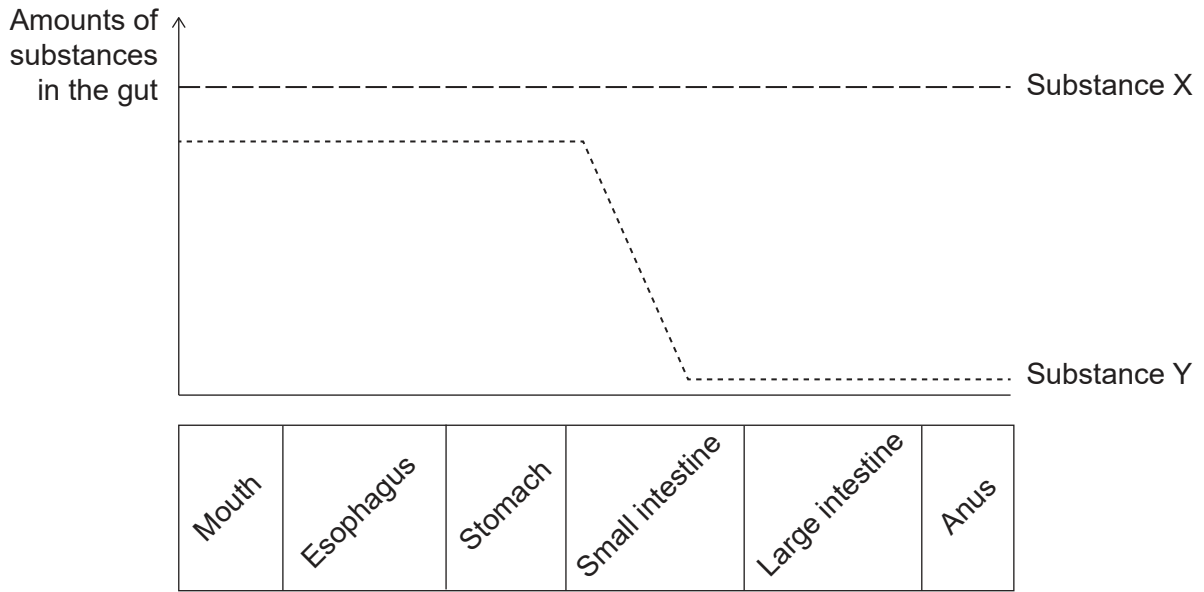 Amounts of
substances
in the gut
Substance X
Substance Y
Mouth
Esophagus
Stomach
Small intestine
Large intestine
Anus